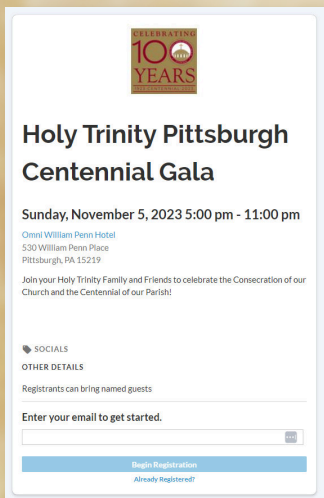 CELEBRATING
100
YEARS
Holy Trinity Pittsburgh
Centennial Gala
Sunday, November 5, 2023 5:00 pm - 11:00 pm
Omni William Penn Hotel
530 William Penn Place
Pittsburgh, PA 15219
Join your Holy Trinity Family and Friends to celebrate the Consecration of our
Church and the Centennial of our Parish!
SOCIALS
OTHER DETAILS
Registrants can bring named guests
Enter your email to get started.
Begin Registration
Already Registered?